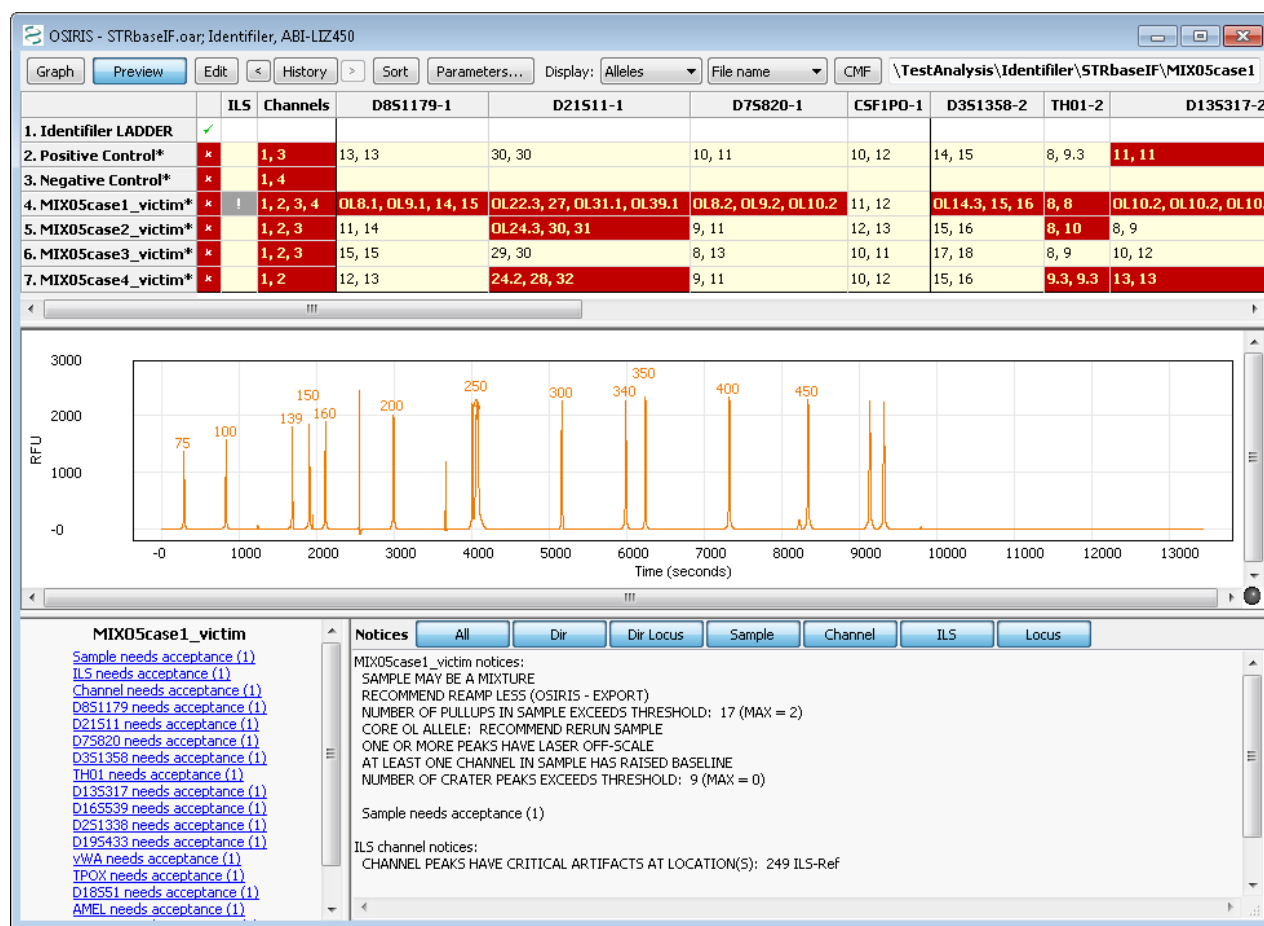 OSIRIS - STRbaseIF.oar; Identifiler, ABI-LIZ450
Graph Preview Edit < History > Sort Parameters... Display: Alleles File name CMF \TestAnalysis\Identifiler\STRbaseIF\MIX05case1
ILS Channels D8S1179-1 D21S11-1 D7S820-1 CSF1PO-1 D3S1358-2 TH01-2 D13S317-2
1. Identifiler LADDER
2. Positive Control* 1, 3 13, 13 30, 30 10, 11 10, 12 14, 15 8, 9.3 11, 11
3. Negative Control* 1, 4
4. MIX05case1_victim* ! 1, 2, 3, 4 OL8.1, OL9.1, 14, 15 OL22.3, 27, OL31.1, OL39.1 OL8.2, OL9.2, OL10.2 11, 12 OL14.3, 15, 16 8, 8 OL10.2, OL10.2, OL10.
5. MIX05case2_victim* 1, 2, 3 11, 14 OL24.3, 30, 31 9, 11 12, 13 15, 16 8, 10 8, 9
6. MIX05case3_victim* 1, 2, 3 15, 15 29, 30 8, 13 10, 11 17, 18 8, 9 10, 12
7. MIX05case4_victim* 1, 2 12, 13 24.2, 28, 32 9, 11 10, 12 15, 16 9.3, 9.3 13, 13
3000
2000
1000
-0
RFU
75 100 139 150 160 200 250 300 340 350 400 450
-0 1000 2000 3000 4000 5000 6000 7000 8000 9000 10000 11000 12000 13000
Time (seconds)
MIX05case1_victim
Sample needs acceptance (1)
ILS needs acceptance (1)
Channel needs acceptance (1)
D8S1179 needs acceptance (1)
D21S11 needs acceptance (1)
D7S820 needs acceptance (1)
D3S1358 needs acceptance (1)
TH01 needs acceptance (1)
D13S317 needs acceptance (1)
D16S539 needs acceptance (1)
D2S1338 needs acceptance (1)
D19S433 needs acceptance (1)
vWA needs acceptance (1)
TPOX needs acceptance (1)
D18S51 needs acceptance (1)
AMEL needs acceptance (1)
Notices All Dir Dir Locus Sample Channel ILS Locus
MIX05case1_victim notices:
SAMPLE MAY BE A MIXTURE
RECOMMEND REAMP LESS (OSIRIS - EXPORT)
NUMBER OF PULLUPS IN SAMPLE EXCEEDS THRESHOLD: 17 (MAX = 2)
CORE OL ALLELE: RECOMMEND RERUN SAMPLE
ONE OR MORE PEAKS HAVE LASER OFF-SCALE
AT LEAST ONE CHANNEL IN SAMPLE HAS RAISED BASELINE
NUMBER OF CRATER PEAKS EXCEEDS THRESHOLD: 9 (MAX = 0)
Sample needs acceptance (1)
ILS channel notices:
CHANNEL PEAKS HAVE CRITICAL ARTIFACTS AT LOCATION(S): 249 ILS-Ref